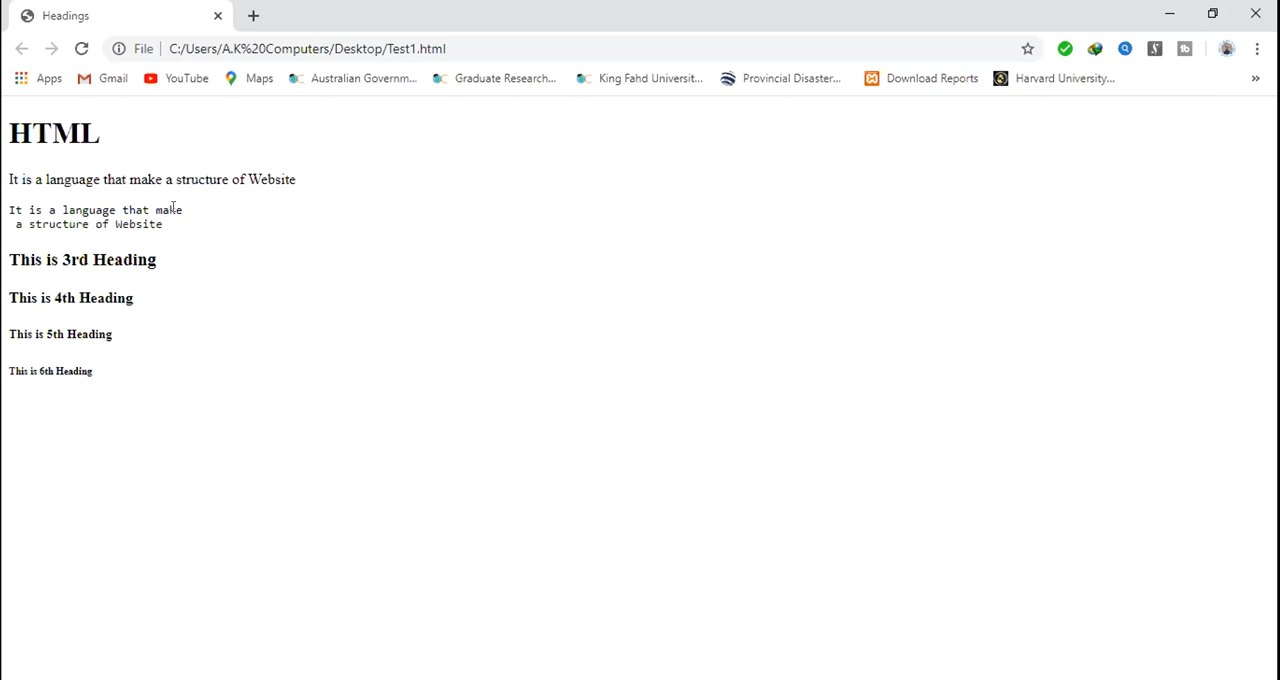 Headings
File C:/Users/A.K%20Computers/Desktop/Test1.html
Apps Gmail YouTube Maps Australian Governm... Graduate Research... King Fahd Universit... Provincial Disaster... Download Reports Harvard University... »
HTML
It is a language that make a structure of Website
It is a language that make
a structure of Website
This is 3rd Heading
This is 4th Heading
This is 5th Heading
This is 6th Heading